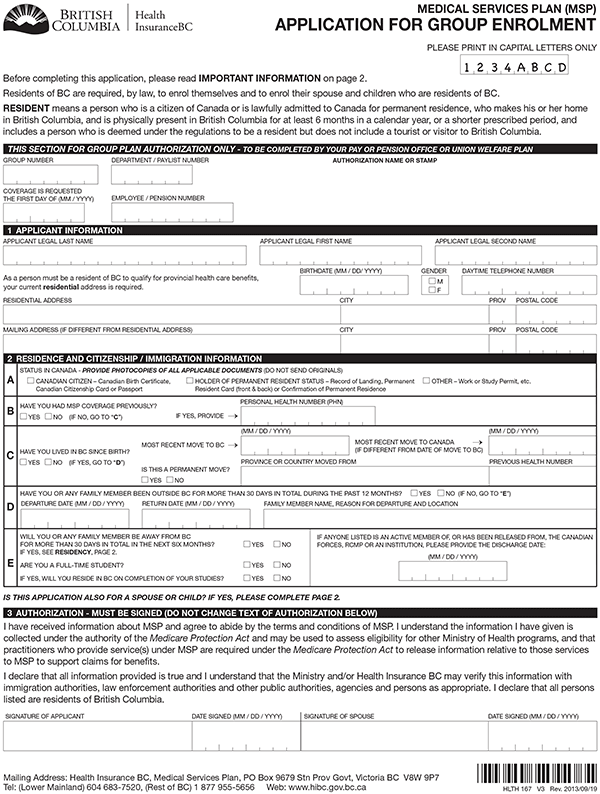 BRITISH COLUMBIA
Health InsuranceBC
MEDICAL SERVICES PLAN (MSP)
APPLICATION FOR GROUP ENROLMENT
PLEASE PRINT IN CAPITAL LETTERS ONLY
1 2 3 4 A B C D
Before completing this application, please read IMPORTANT INFORMATION on page 2.
Residents of BC are required, by law, to enrol themselves and to enrol their spouse and children who are residents of BC.
RESIDENT means a person who is a citizen of Canada or is lawfully admitted to Canada for permanent residence, who makes his or her home
in British Columbia, and is physically present in British Columbia for at least 6 months in a calendar year, or a shorter prescribed period, and
includes a person who is deemed under the regulations to be a resident but does not include a tourist or visitor to British Columbia.
THIS SECTION FOR GROUP PLAN AUTHORIZATION ONLY - TO BE COMPLETED BY YOUR PAY OR PENSION OFFICE OR UNION WELFARE PLAN
GROUP NUMBER
DEPARTMENT / PAYLIST NUMBER
AUTHORIZATION NAME OR STAMP
COVERAGE IS REQUESTED
THE FIRST DAY OF (MM / YYYY)
EMPLOYEE / PENSION NUMBER
1 APPLICANT INFORMATION
APPLICANT LEGAL LAST NAME
APPLICANT LEGAL FIRST NAME
APPLICANT LEGAL SECOND NAME
As a person must be a resident of BC to qualify for provincial health care benefits,
your current residential address is required.
BIRTHDATE (MM / DD/ YYYY)
GENDER
M
F
DAYTIME TELEPHONE NUMBER
RESIDENTIAL ADDRESS
CITY
PROV
POSTAL CODE
MAILING ADDRESS (IF DIFFERENT FROM RESIDENTIAL ADDRESS)
CITY
PROV
POSTAL CODE
2 RESIDENCE AND CITIZENSHIP / IMMIGRATION INFORMATION
A
STATUS IN CANADA - PROVIDE PHOTOCOPIES OF ALL APPLICABLE DOCUMENTS (DO NOT SEND ORIGINALS)
CANADIAN CITIZEN – Canadian Birth Certificate,
Canadian Citizenship Card or Passport
HOLDER OF PERMANENT RESIDENT STATUS – Record of Landing, Permanent
Resident Card (front & back) or Confirmation of Permanent Residence
OTHER – Work or Study Permit, etc.
B
HAVE YOU HAD MSP COVERAGE PREVIOUSLY?
YES NO (IF NO, GO TO "C")
IF YES, PROVIDE →
PERSONAL HEALTH NUMBER (PHN)
C
HAVE YOU LIVED IN BC SINCE BIRTH?
YES NO (IF YES, GO TO "D")
MOST RECENT MOVE TO BC →
(MM / DD / YYYY)
MOST RECENT MOVE TO CANADA →
(IF DIFFERENT FROM DATE OF MOVE TO BC)
(MM / DD / YYYY)
IS THIS A PERMANENT MOVE?
YES NO
PROVINCE OR COUNTRY MOVED FROM
PREVIOUS HEALTH NUMBER
D
HAVE YOU OR ANY FAMILY MEMBER BEEN OUTSIDE BC FOR MORE THAN 30 DAYS IN TOTAL DURING THE PAST 12 MONTHS? YES NO (IF NO, GO TO "E")
DEPARTURE DATE (MM / DD / YYYY)
RETURN DATE (MM / DD / YYYY)
FAMILY MEMBER NAME, REASON FOR DEPARTURE AND LOCATION
E
WILL YOU OR ANY FAMILY MEMBER BE AWAY FROM BC
FOR MORE THAN 30 DAYS IN TOTAL IN THE NEXT SIX MONTHS? YES NO
IF YES, SEE RESIDENCY, PAGE 2.
ARE YOU A FULL-TIME STUDENT? YES NO
IF YES, WILL YOU RESIDE IN BC ON COMPLETION OF YOUR STUDIES? YES NO
IF ANYONE LISTED IS AN ACTIVE MEMBER OF, OR HAS BEEN RELEASED FROM, THE CANADIAN
FORCES, RCMP OR AN INSTITUTION, PLEASE PROVIDE THE DISCHARGE DATE:
(MM / DD / YYYY)
IS THIS APPLICATION ALSO FOR A SPOUSE OR CHILD? IF YES, PLEASE COMPLETE PAGE 2.
3 AUTHORIZATION - MUST BE SIGNED (DO NOT CHANGE TEXT OF AUTHORIZATION BELOW)
I have received information about MSP and agree to abide by the terms and conditions of MSP. I understand the information I have given is
collected under the authority of the Medicare Protection Act and may be used to assess eligibility for other Ministry of Health programs, and that
practitioners who provide service(s) under MSP are required under the Medicare Protection Act to release information relative to those services
to MSP to support claims for benefits.
I declare that all information provided is true and I understand that the Ministry and/or Health Insurance BC may verify this information with
immigration authorities, law enforcement authorities and other public authorities, agencies and persons as appropriate. I declare that all persons
listed are residents of British Columbia.
SIGNATURE OF APPLICANT
DATE SIGNED (MM / DD / YYYY)
SIGNATURE OF SPOUSE
DATE SIGNED (MM / DD / YYYY)
Mailing Address: Health Insurance BC, Medical Services Plan, PO Box 9679 Stn Prov Govt, Victoria BC V8W 9P7
Tel: (Lower Mainland) 604 683-7520, (Rest of BC) 1 877 955-5656 Web: www.hibc.gov.bc.ca
HLTH 167 V3 Rev. 2013/09/19